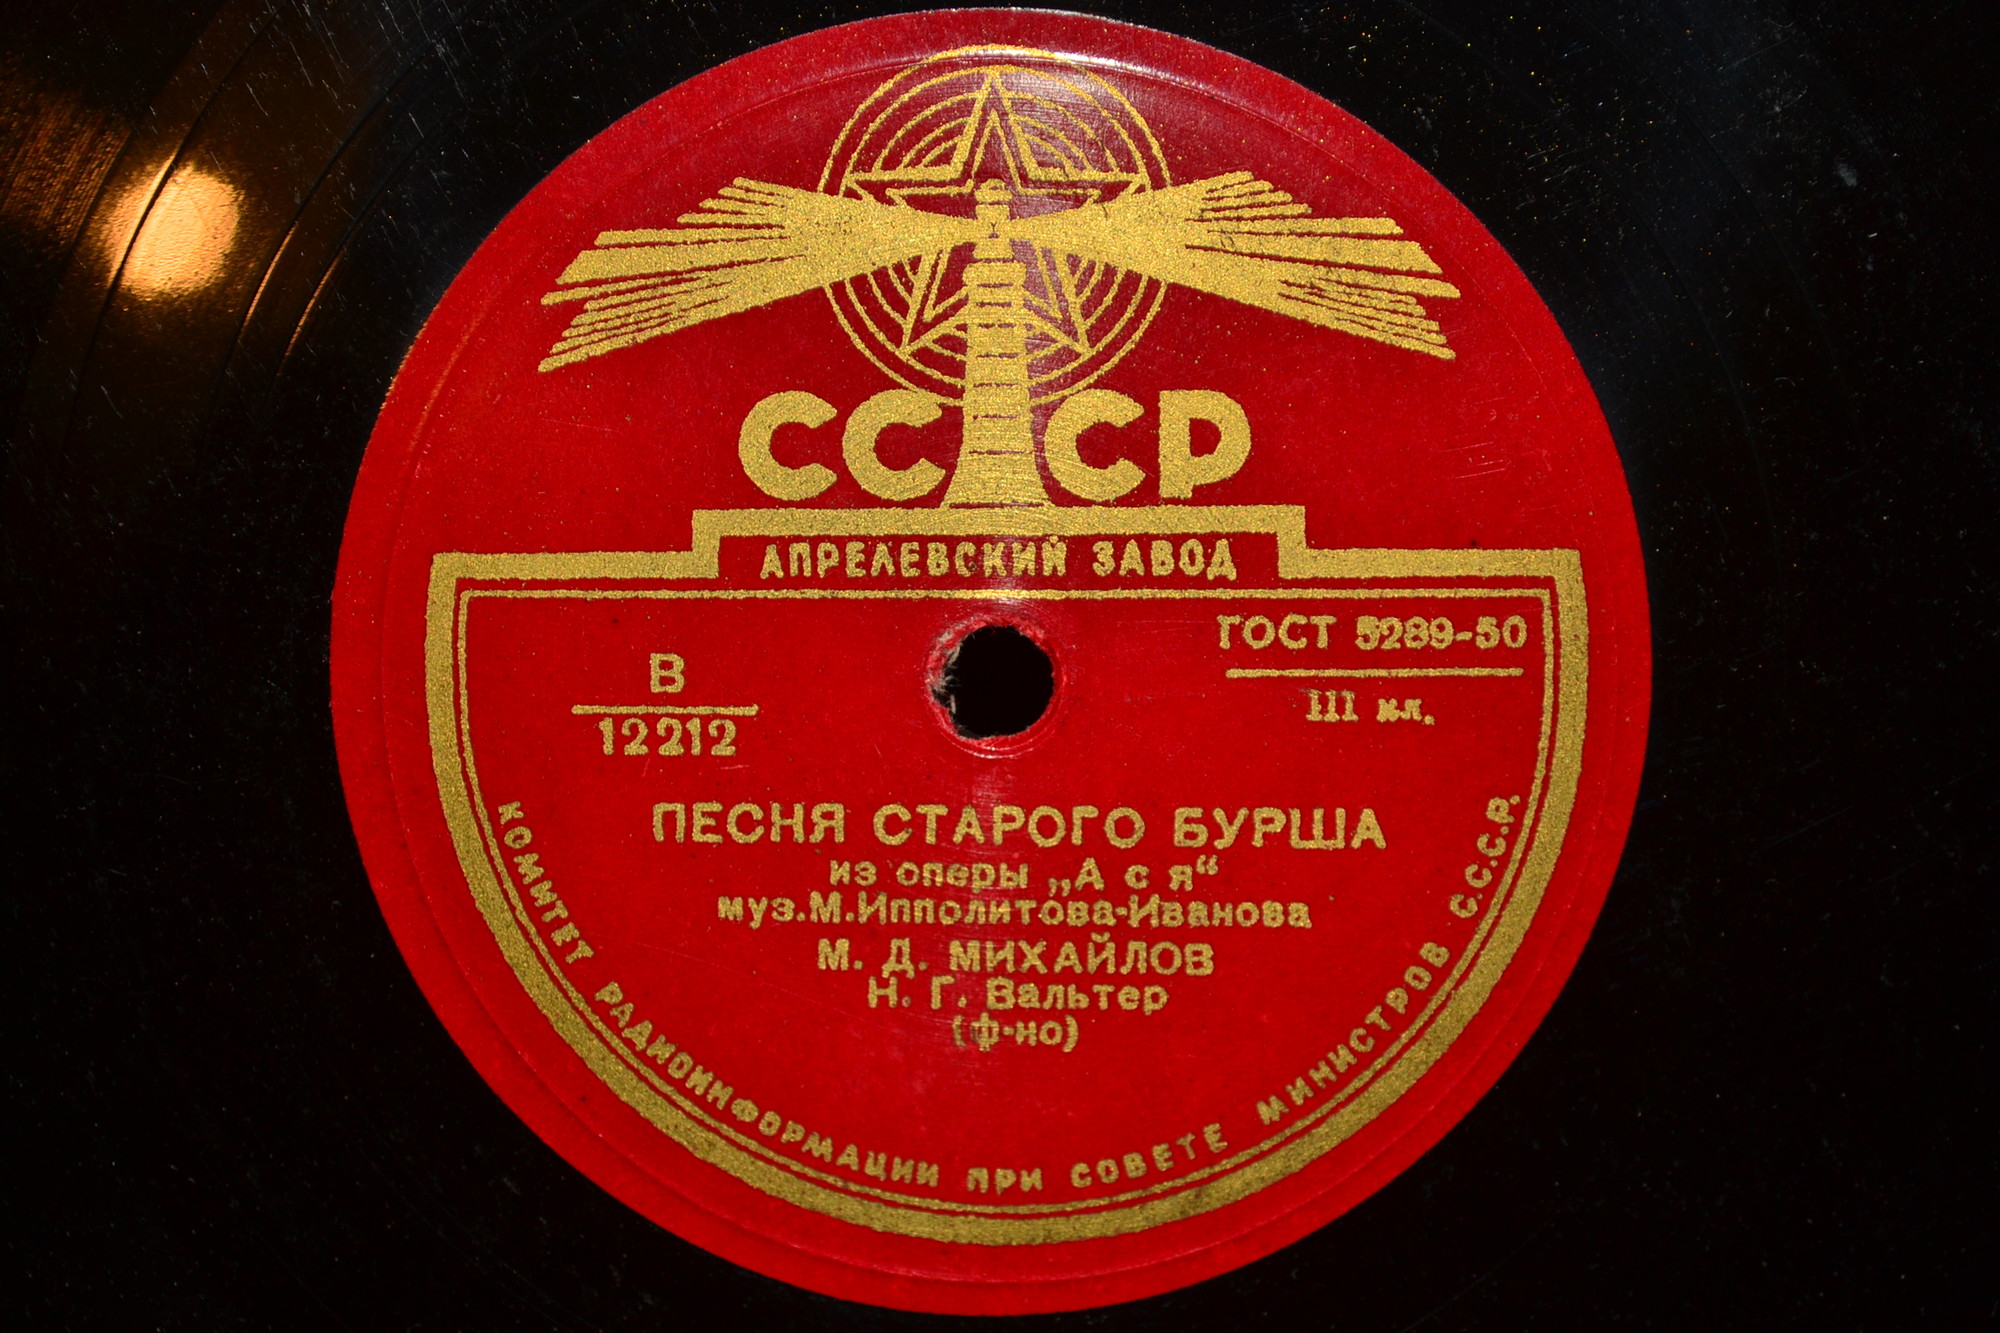 СССР
АПРЕЛЕВСКИЙ ЗАВОД
ГОСТ 5289-50
III кл.
В
12212
ПЕСНЯ СТАРОГО БУРША
из оперы „Ася“
муз.М.Ипполитова-Иванова
М. Д. МИХАЙЛОВ
Н. Г. Вальтер
(ф-но)
КОМИТЕТ РАДИОИНФОРМАЦИИ ПРИ СОВЕТЕ МИНИСТРОВ С.С.С.Р.